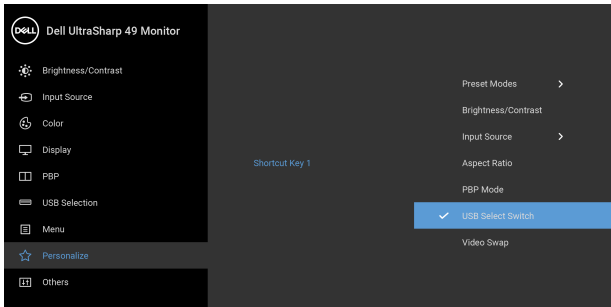 DELL
Dell UltraSharp 49 Monitor
Brightness/Contrast
Input Source
Color
Display
PBP
USB Selection
Menu
Personalize
Others
Shortcut Key 1
Preset Modes
Brightness/Contrast
Input Source
Aspect Ratio
PBP Mode
USB Select Switch
Video Swap